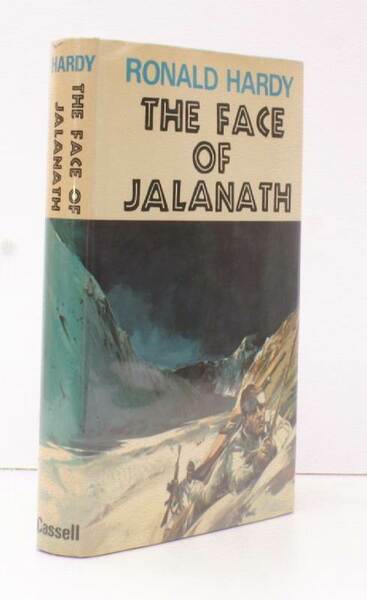 HARDY
THE FACE OF
JALANATH
Cassell
RONALD HARDY
THE FACE
OF
JALANATH